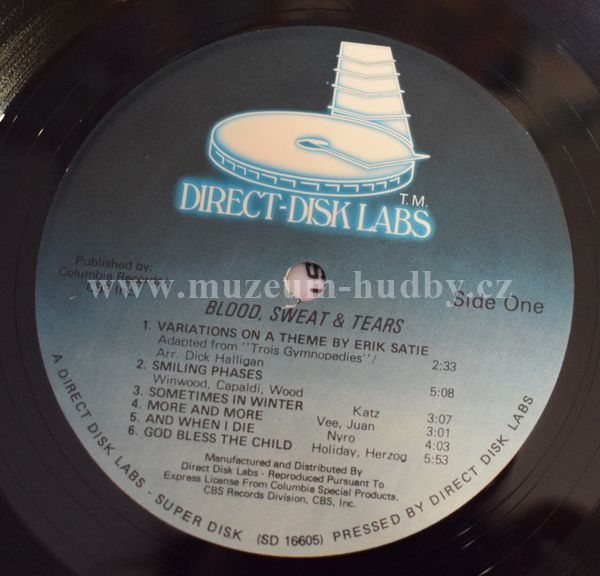 T.M.
DIRECT-DISK LABS
Published by:
Columbia Records
www.muzeum-hudby.cz
Side One
BLOOD, SWEAT & TEARS
1. VARIATIONS ON A THEME BY ERIK SATIE
Adapted from "Trois Gymnopedies"/
Arr. Dick Halligan 2:33
2. SMILING PHASES
Winwood, Capaldi, Wood 5:08
3. SOMETIMES IN WINTER Katz 3:07
4. MORE AND MORE Vee, Juan 3:01
5. AND WHEN I DIE Nyro 4:03
6. GOD BLESS THE CHILD Holiday, Herzog 5:53
Manufactured and Distributed By
Direct Disk Labs - Reproduced Pursuant To
Express License From Columbia Special Products,
CBS Records Division, CBS, Inc.
A DIRECT DISK LABS - SUPER DISK (SD 16605) PRESSED BY DIRECT DISK LABS